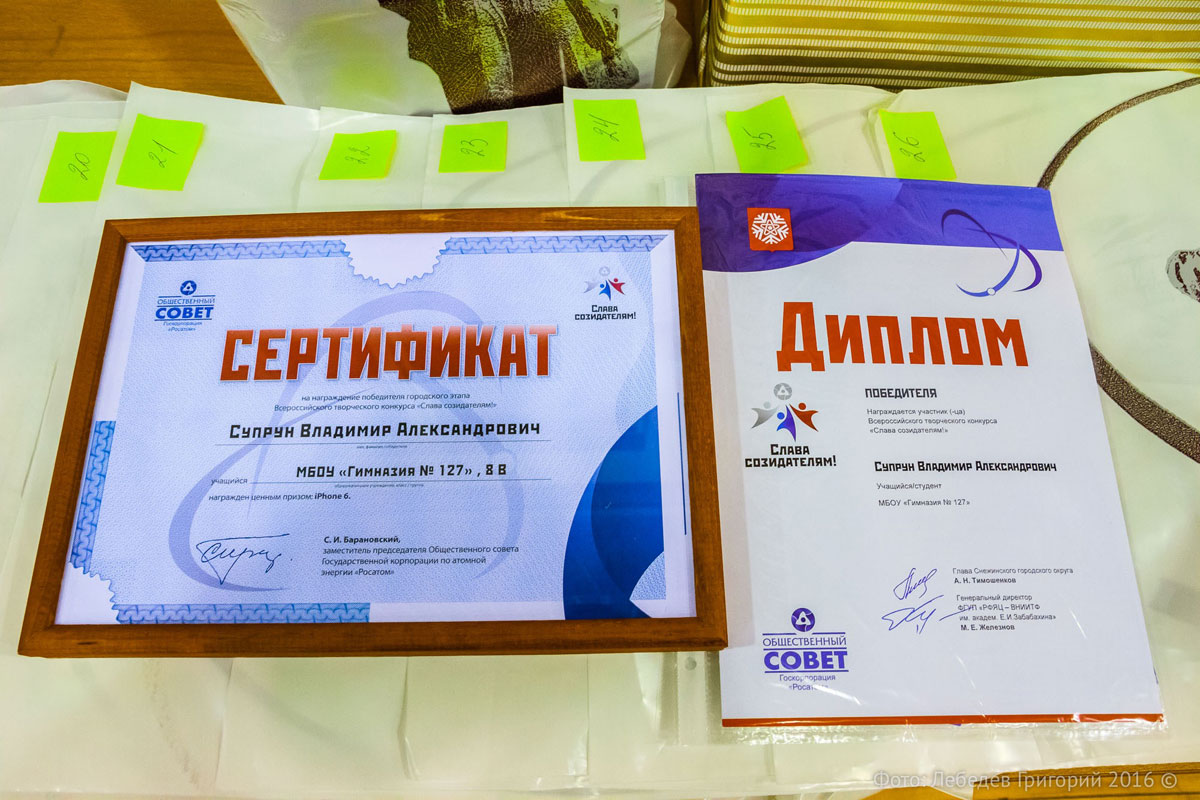 20
21
22
23
24
25
26
ОБЩЕСТВЕННЫЙ
СОВЕТ
Госкорпорация
«Росатом»
Слава
созидателям!
СЕРТИФИКАТ
на награждение победителя городского этапа
Всероссийского творческого конкурса «Слава созидателям!»
Супрун Владимир Александрович
МБОУ «Гимназия № 127» , 8 В
учащийся
награжден ценным призом: iPhone 6.
С. И. Барановский,
заместитель председателя Общественного совета
Государственной корпорации по атомной
энергии «Росатом»
Диплом
ПОБЕДИТЕЛЯ
Награждается участник (-ца)
Всероссийского творческого конкурса
«Слава созидателям!»
Слава
созидателям!
Супрун Владимир Александрович
Учащийся/студент
МБОУ «Гимназия № 127»
Глава Снежинского городского округа
А. Н. Тимошенков
Генеральный директор
ФГУП «РФЯЦ – ВНИИТФ
им. академ. Е.И.Забабахина»
М. Е. Железнов
ОБЩЕСТВЕННЫЙ
СОВЕТ
Госкорпорация
«Росатом»
Фото: Лебедев Григорий 2016 ©